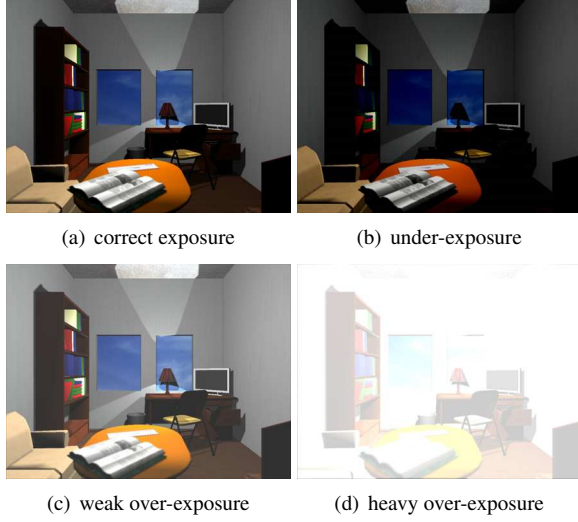 (a) correct exposure
(b) under-exposure
(c) weak over-exposure
(d) heavy over-exposure